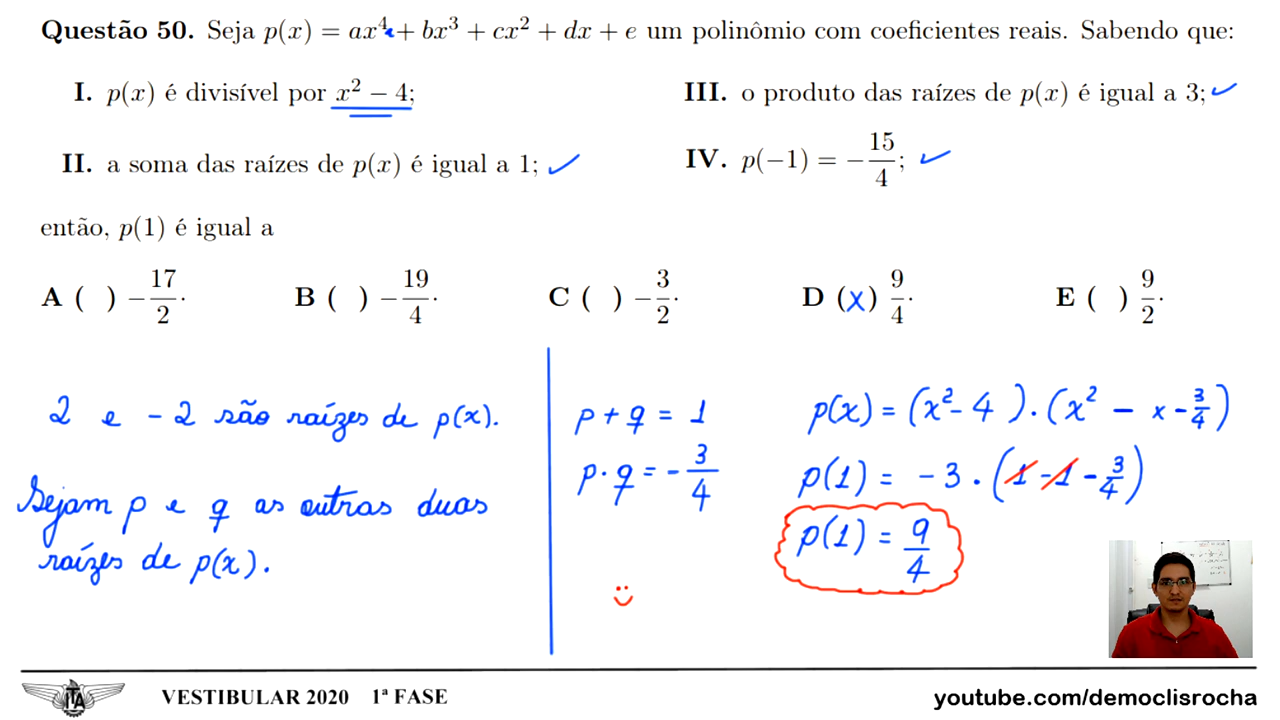 Questão 50. Seja p(x) = ax⁴ + bx³ + cx² + dx + e um polinômio com coeficientes reais. Sabendo que:
I. p(x) é divisível por x² − 4;
III. o produto das raízes de p(x) é igual a 3;
II. a soma das raízes de p(x) é igual a 1;
IV. p(−1) = −15/4;
então, p(1) é igual a
A ( ) −17/2. B ( ) −19/4. C ( ) −3/2. D (x) 9/4. E ( ) 9/2.
2 e −2 são raízes de p(x).
Sejam p e q as outras duas
raízes de p(x).
p + q = 1
p · q = −3/4
p(x) = (x² − 4) · (x² − x − 3/4)
p(1) = −3 · (1 − 1 − 3/4)
p(1) = 9/4
ITA
VESTIBULAR 2020 1ª FASE
youtube.com/democlisrocha